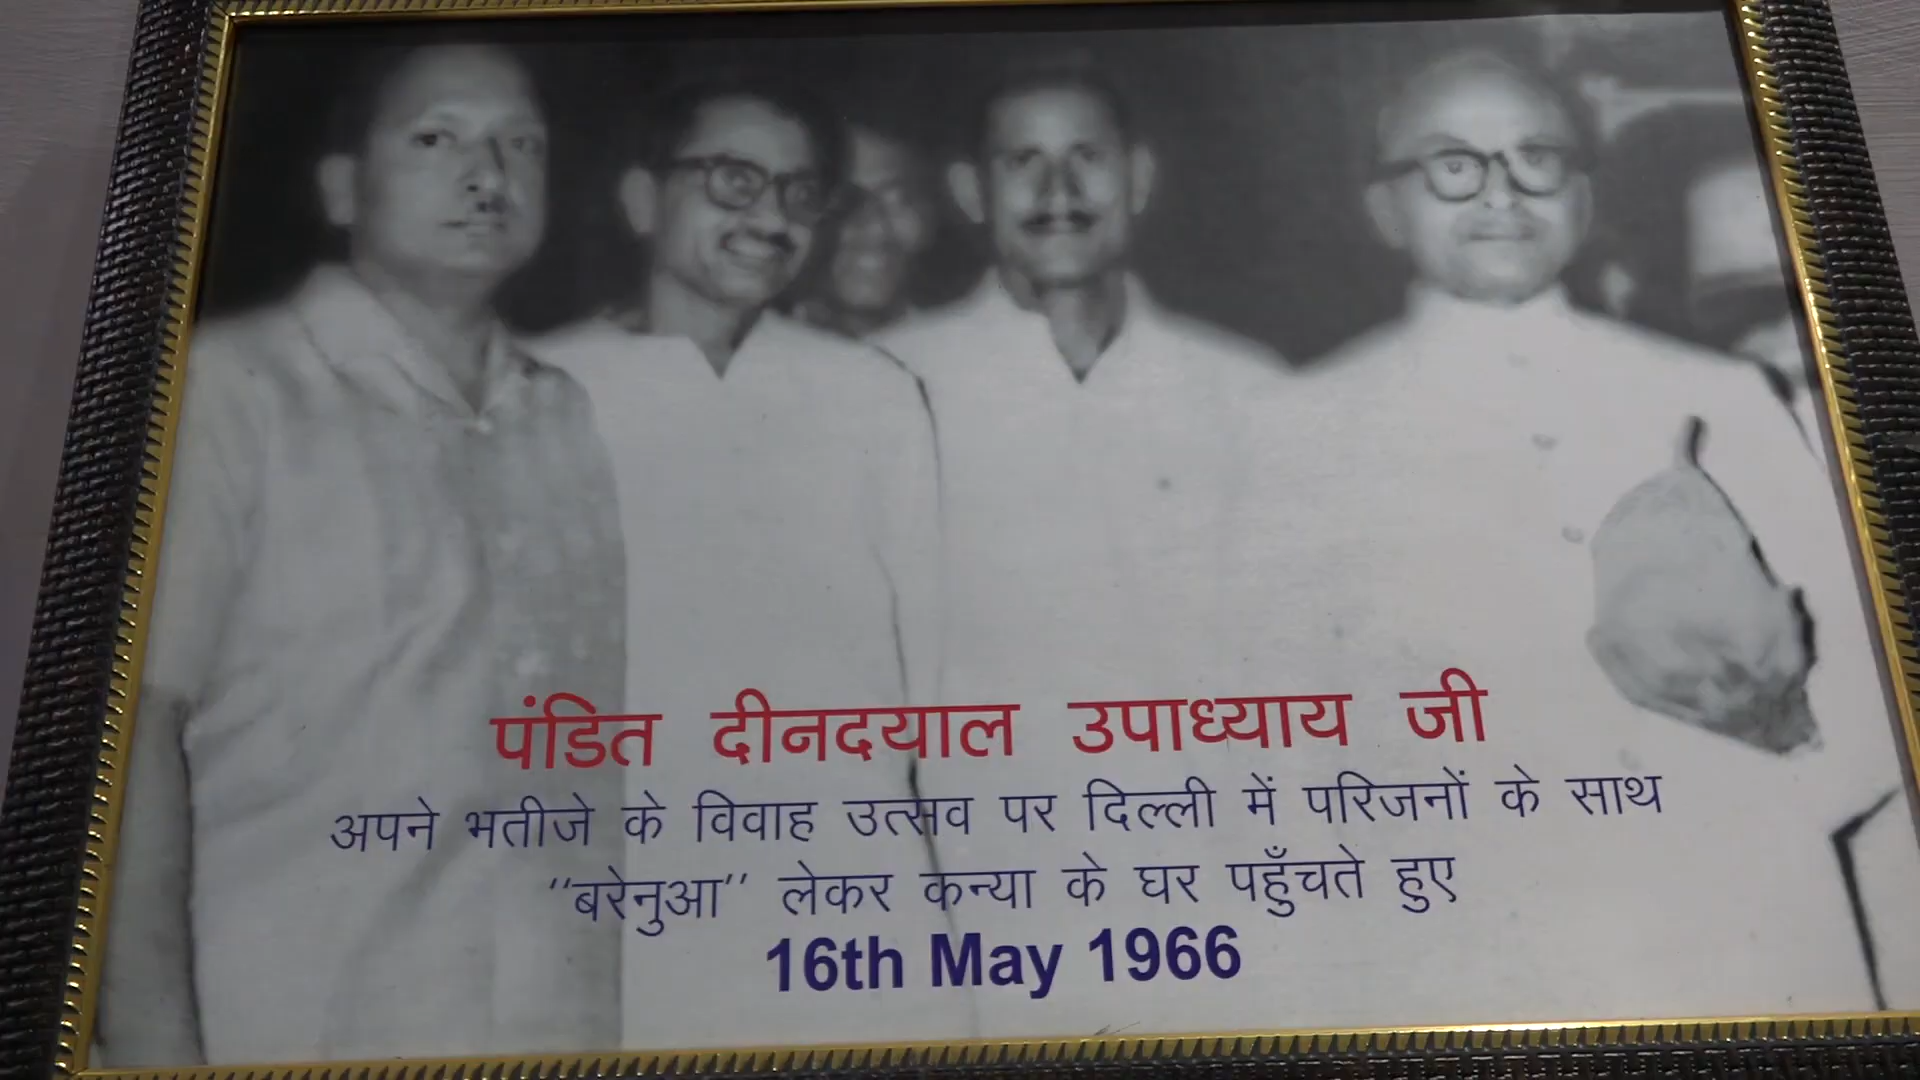 पंडित दीनदयाल उपाध्याय जी
अपने भतीजे के विवाह उत्सव पर दिल्ली में परिजनों के साथ
"बरेनुआ" लेकर कन्या के घर पहुँचते हुए
16th May 1966